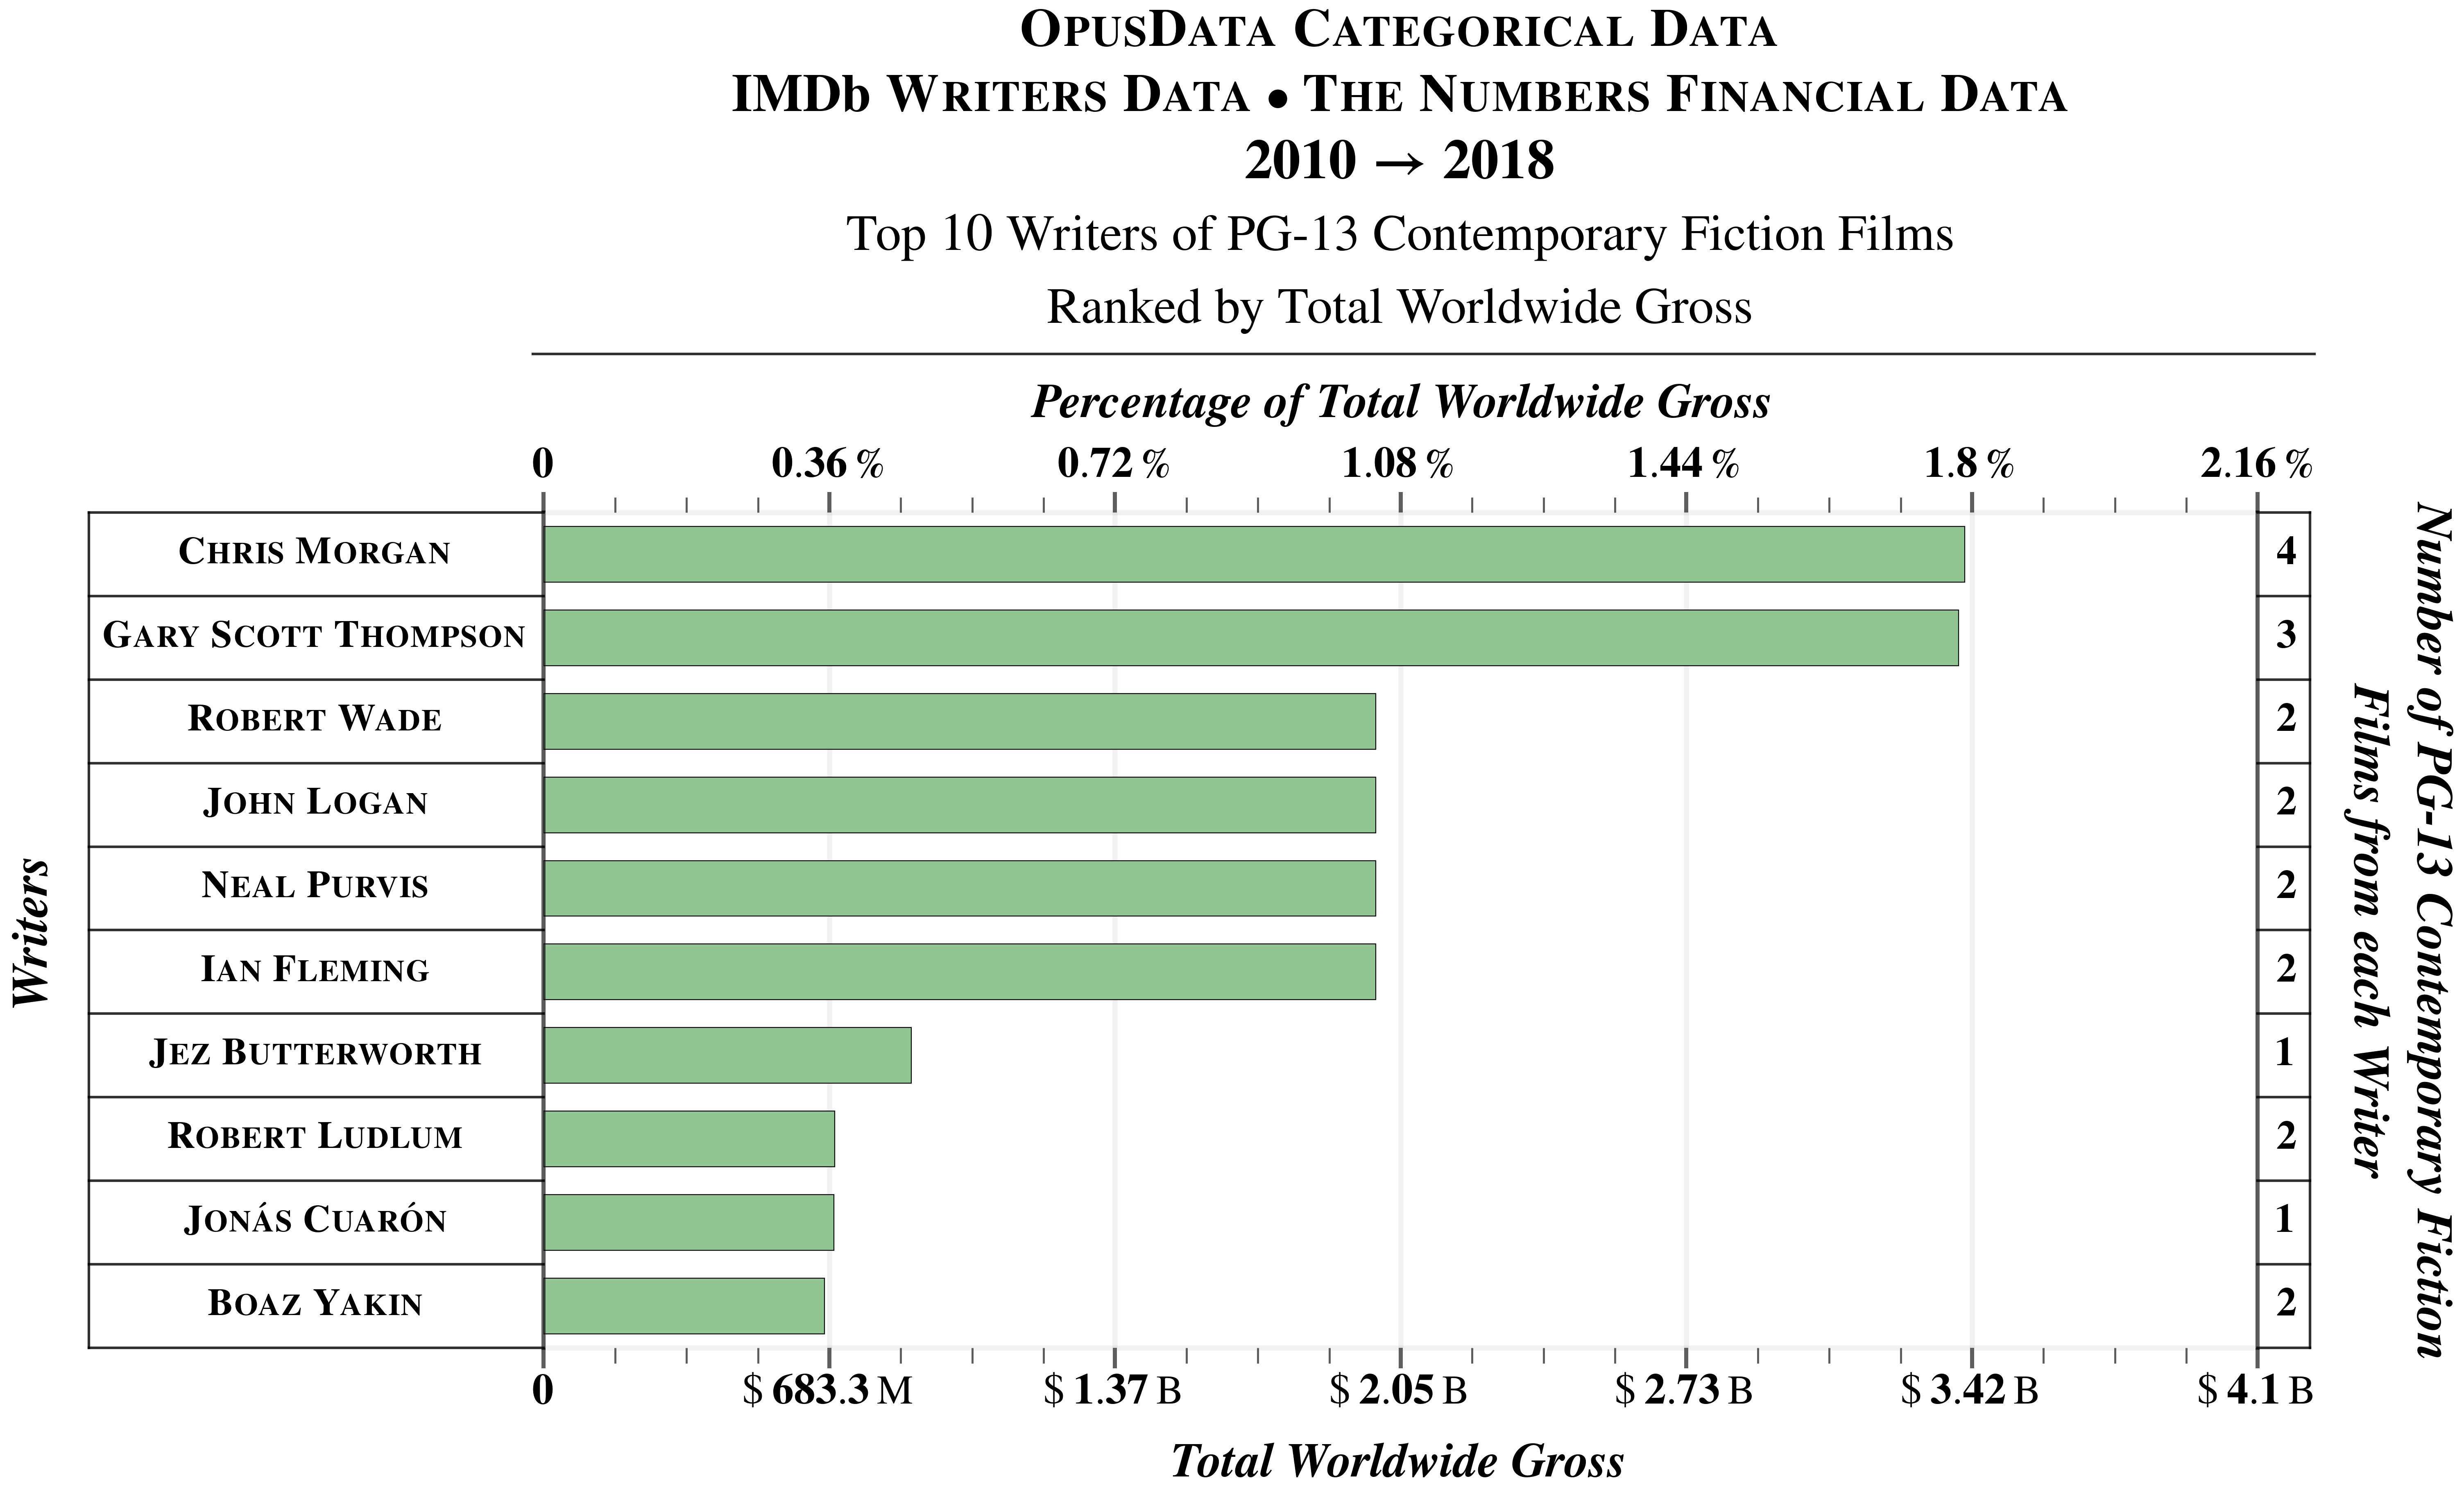 OpusData Categorical Data
IMDb Writers Data • The Numbers Financial Data
2010 → 2018
Top 10 Writers of PG-13 Contemporary Fiction Films
Ranked by Total Worldwide Gross
Percentage of Total Worldwide Gross
0 0.36 % 0.72 % 1.08 % 1.44 % 1.8 % 2.16 %
Writers
Chris Morgan 4
Gary Scott Thompson 3
Robert Wade 2
John Logan 2
Neal Purvis 2
Ian Fleming 2
Jez Butterworth 1
Robert Ludlum 2
Jonás Cuarón 1
Boaz Yakin 2
Number of PG-13 Contemporary Fiction
Films from each Writer
0 $ 683.3 M $ 1.37 B $ 2.05 B $ 2.73 B $ 3.42 B $ 4.1 B
Total Worldwide Gross